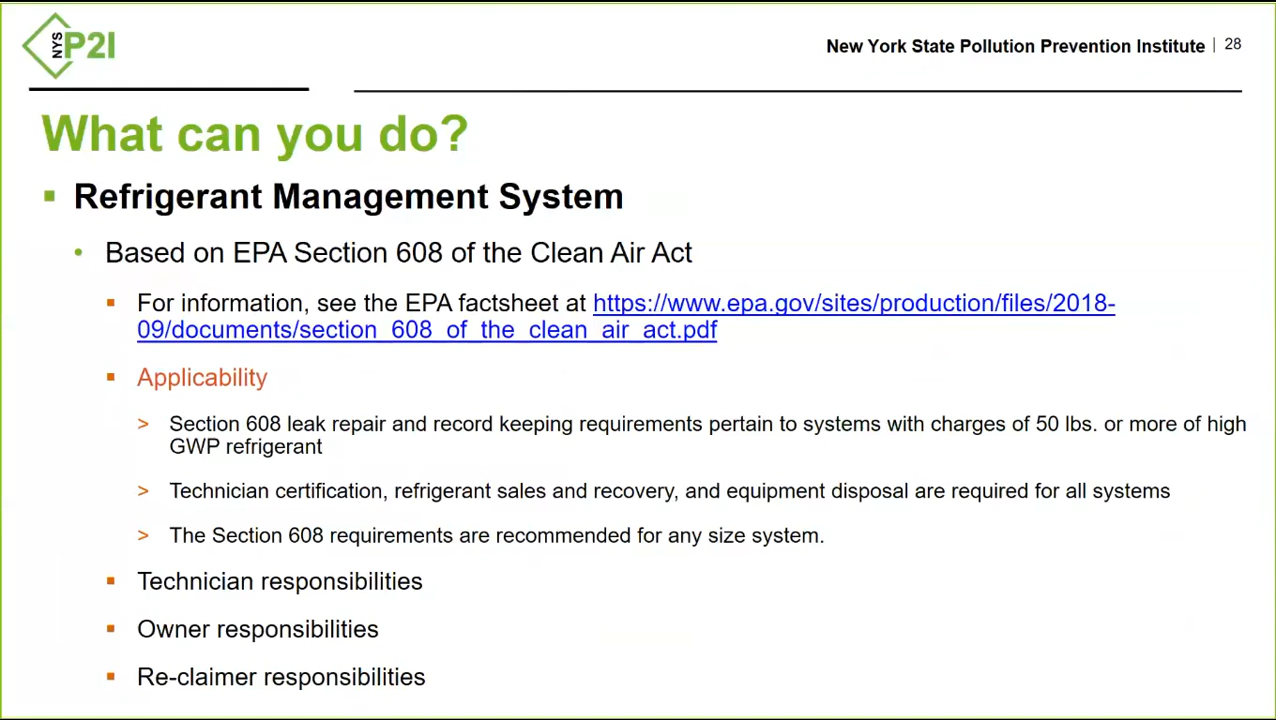 NYS P2I
New York State Pollution Prevention Institute | 28
What can you do?
▪ Refrigerant Management System
• Based on EPA Section 608 of the Clean Air Act
▪ For information, see the EPA factsheet at https://www.epa.gov/sites/production/files/2018-
09/documents/section_608_of_the_clean_air_act.pdf
▪ Applicability
> Section 608 leak repair and record keeping requirements pertain to systems with charges of 50 lbs. or more of high
GWP refrigerant
> Technician certification, refrigerant sales and recovery, and equipment disposal are required for all systems
> The Section 608 requirements are recommended for any size system.
▪ Technician responsibilities
▪ Owner responsibilities
▪ Re-claimer responsibilities